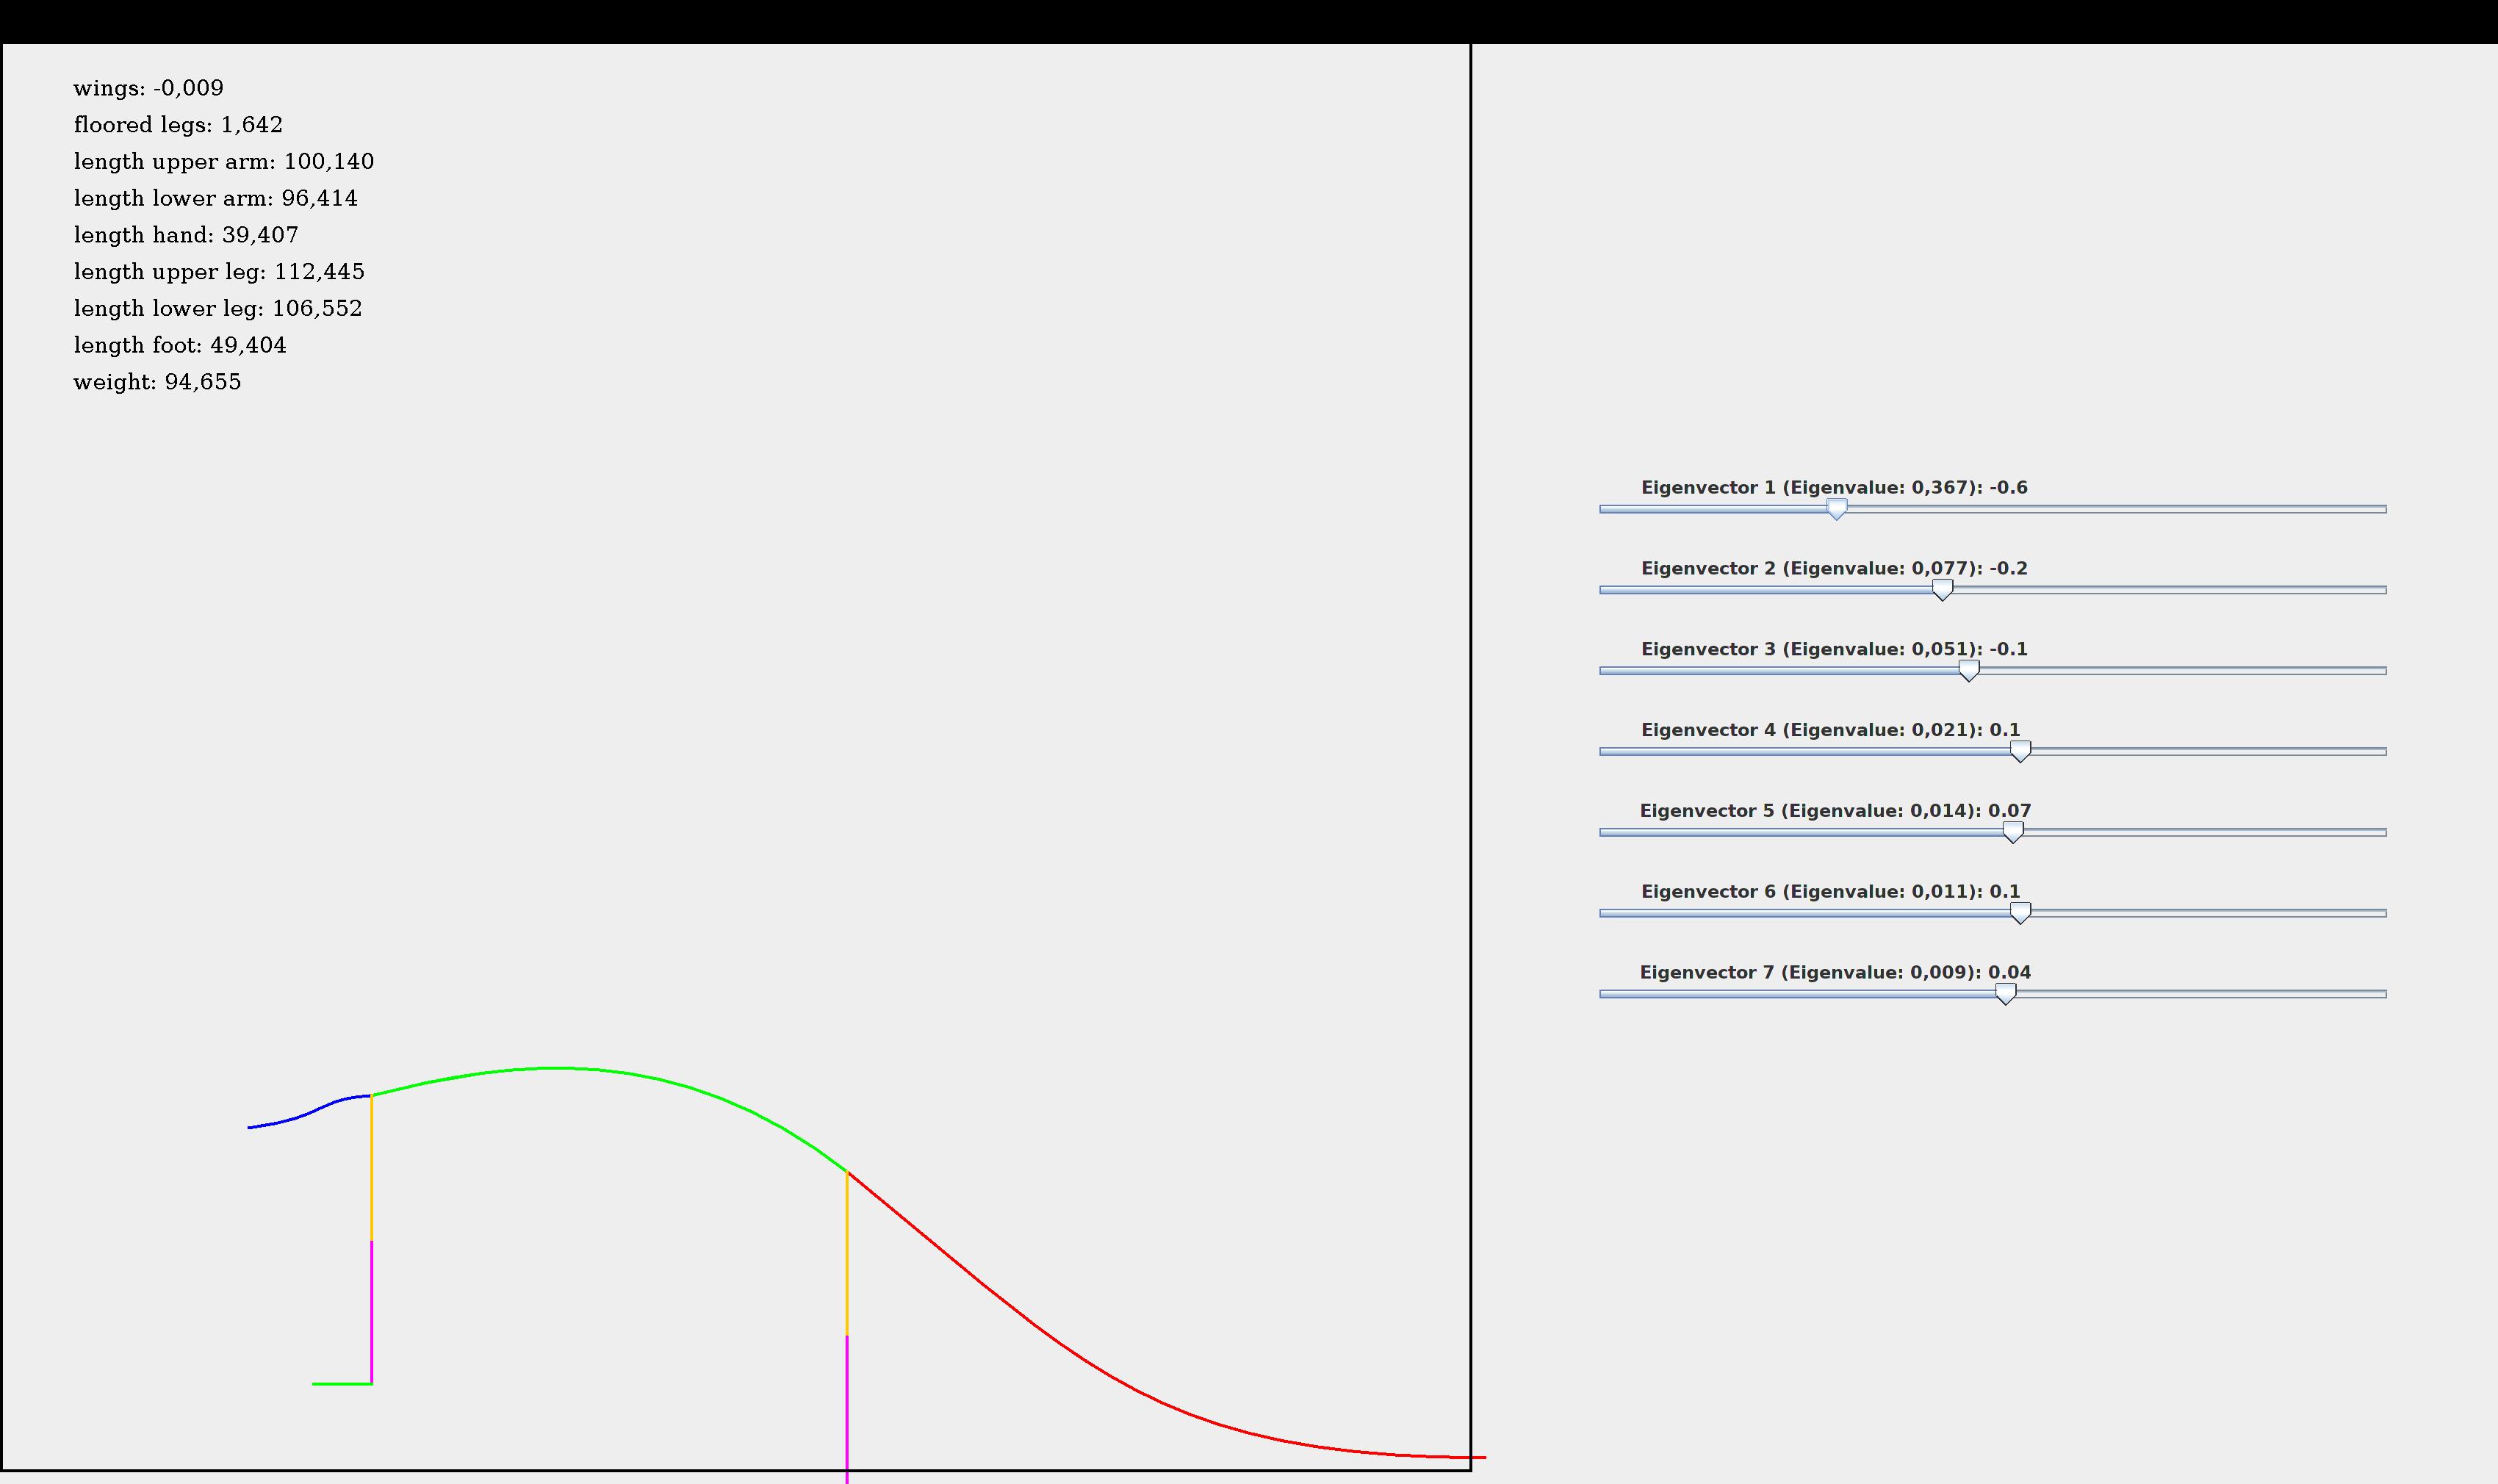 wings: -0,009
floored legs: 1,642
length upper arm: 100,140
length lower arm: 96,414
length hand: 39,407
length upper leg: 112,445
length lower leg: 106,552
length foot: 49,404
weight: 94,655
Eigenvector 1 (Eigenvalue: 0,367): -0.6
Eigenvector 2 (Eigenvalue: 0,077): -0.2
Eigenvector 3 (Eigenvalue: 0,051): -0.1
Eigenvector 4 (Eigenvalue: 0,021): 0.1
Eigenvector 5 (Eigenvalue: 0,014): 0.07
Eigenvector 6 (Eigenvalue: 0,011): 0.1
Eigenvector 7 (Eigenvalue: 0,009): 0.04